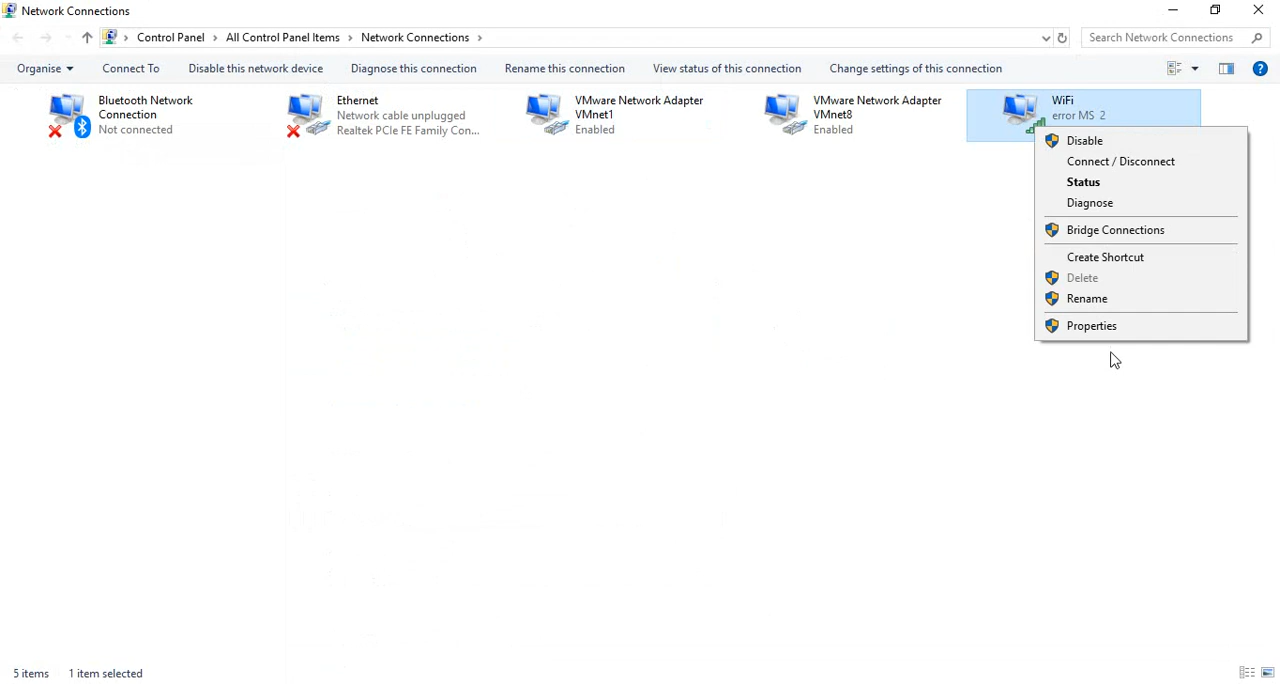 Network Connections
Control Panel > All Control Panel Items > Network Connections >
Search Network Connections
Organise
Connect To
Disable this network device
Diagnose this connection
Rename this connection
View status of this connection
Change settings of this connection
Bluetooth Network
Connection
Not connected
Ethernet
Network cable unplugged
Realtek PCIe FE Family Con...
VMware Network Adapter
VMnet1
Enabled
VMware Network Adapter
VMnet8
Enabled
WiFi
error MS 2
Disable
Connect / Disconnect
Status
Diagnose
Bridge Connections
Create Shortcut
Delete
Rename
Properties
5 items
1 item selected